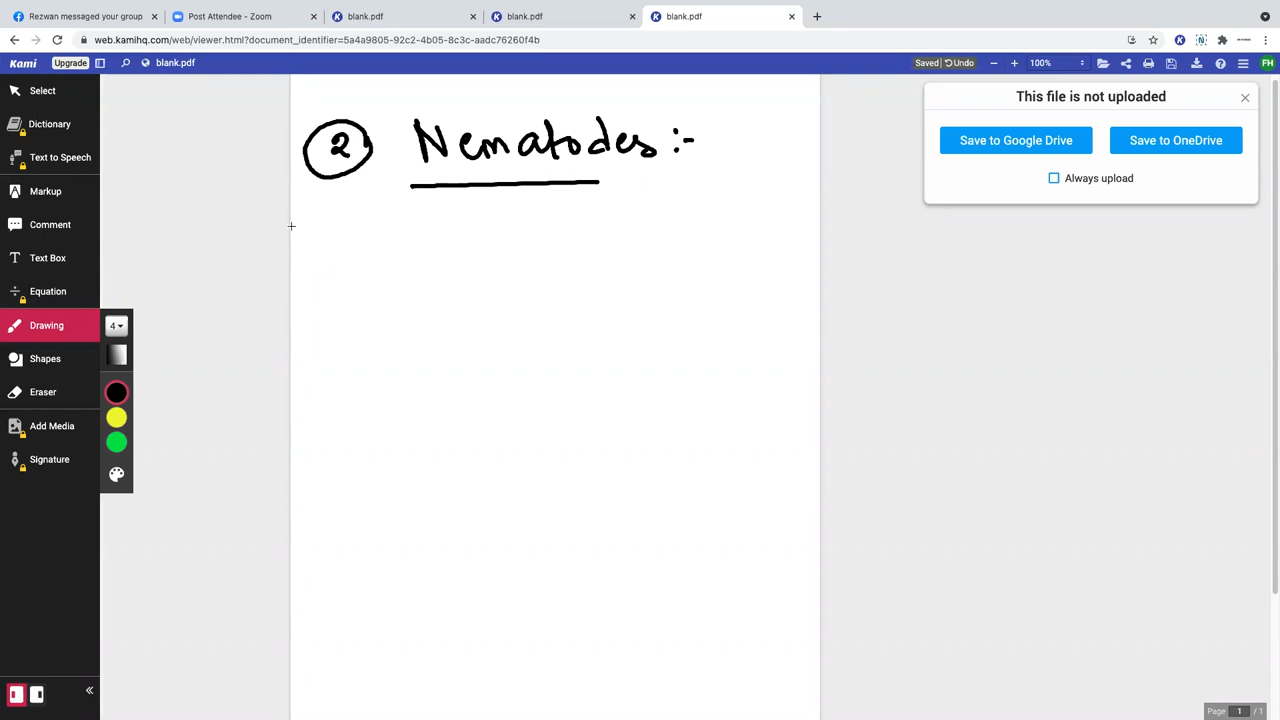 Rezwan messaged your group
Post Attendee - Zoom
blank.pdf
blank.pdf
blank.pdf
web.kamihq.com/web/viewer.html?document_identifier=5a4a9805-92c2-4b05-8c3c-aadc76260f4b
Kami
Upgrade
blank.pdf
Saved
Undo
100%
FH
Select
Dictionary
Text to Speech
Markup
Comment
Text Box
Equation
Drawing
Shapes
Eraser
Add Media
Signature
4
2 Nematodes :-
This file is not uploaded
Save to Google Drive
Save to OneDrive
Always upload
Page 1 / 1